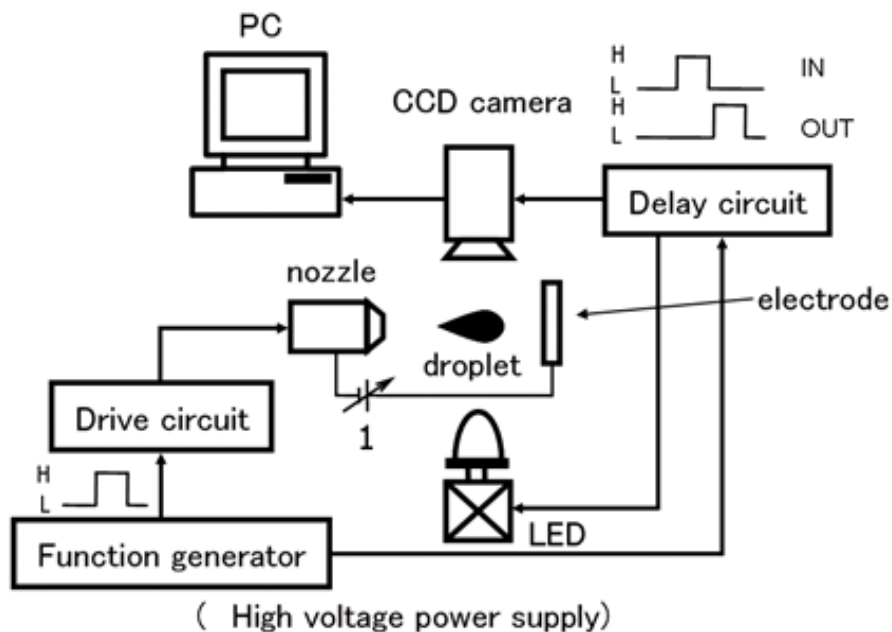 PC
CCD camera
H
L
IN
H
L
OUT
Delay circuit
nozzle
electrode
droplet
1
Drive circuit
H
L
LED
Function generator
( High voltage power supply)